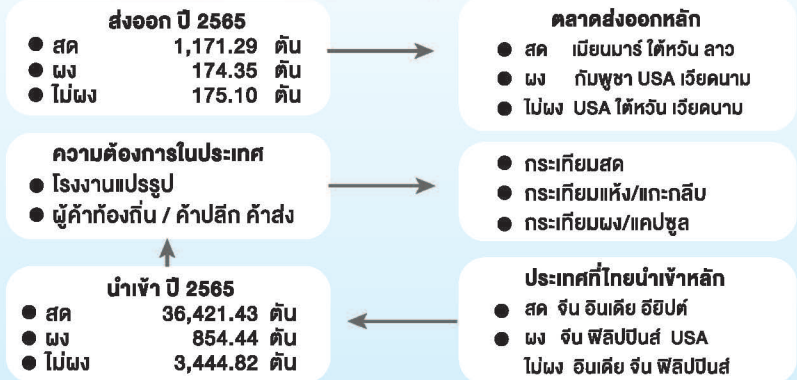 ส่งออก ปี 2565
● สด 1,171.29 ตัน
● ผง 174.35 ตัน
● ไม่ผง 175.10 ตัน
ตลาดส่งออกหลัก
● สด เมียนมาร์ ใต้หวัน ลาว
● ผง กัมพูชา USA เวียดนาม
● ไม่ผง USA ใต้หวัน เวียดนาม
ความต้องการในประเทศ
● โรงงานแปรรูป
● ผู้ค้าท้องถิ่น / ค้าปลีก ค้าส่ง
● กระเทียมสด
● กระเทียมแห้ง/แกะกลีบ
● กระเทียมผง/แคปซูล
นำเข้า ปี 2565
● สด 36,421.43 ตัน
● ผง 854.44 ตัน
● ไม่ผง 3,444.82 ตัน
ประเทศที่ไทยนำเข้าหลัก
● สด จีน อินเดีย อียิปต์
● ผง จีน ฟิลิปปินส์ USA
ไม่ผง อินเดีย จีน ฟิลิปปินส์